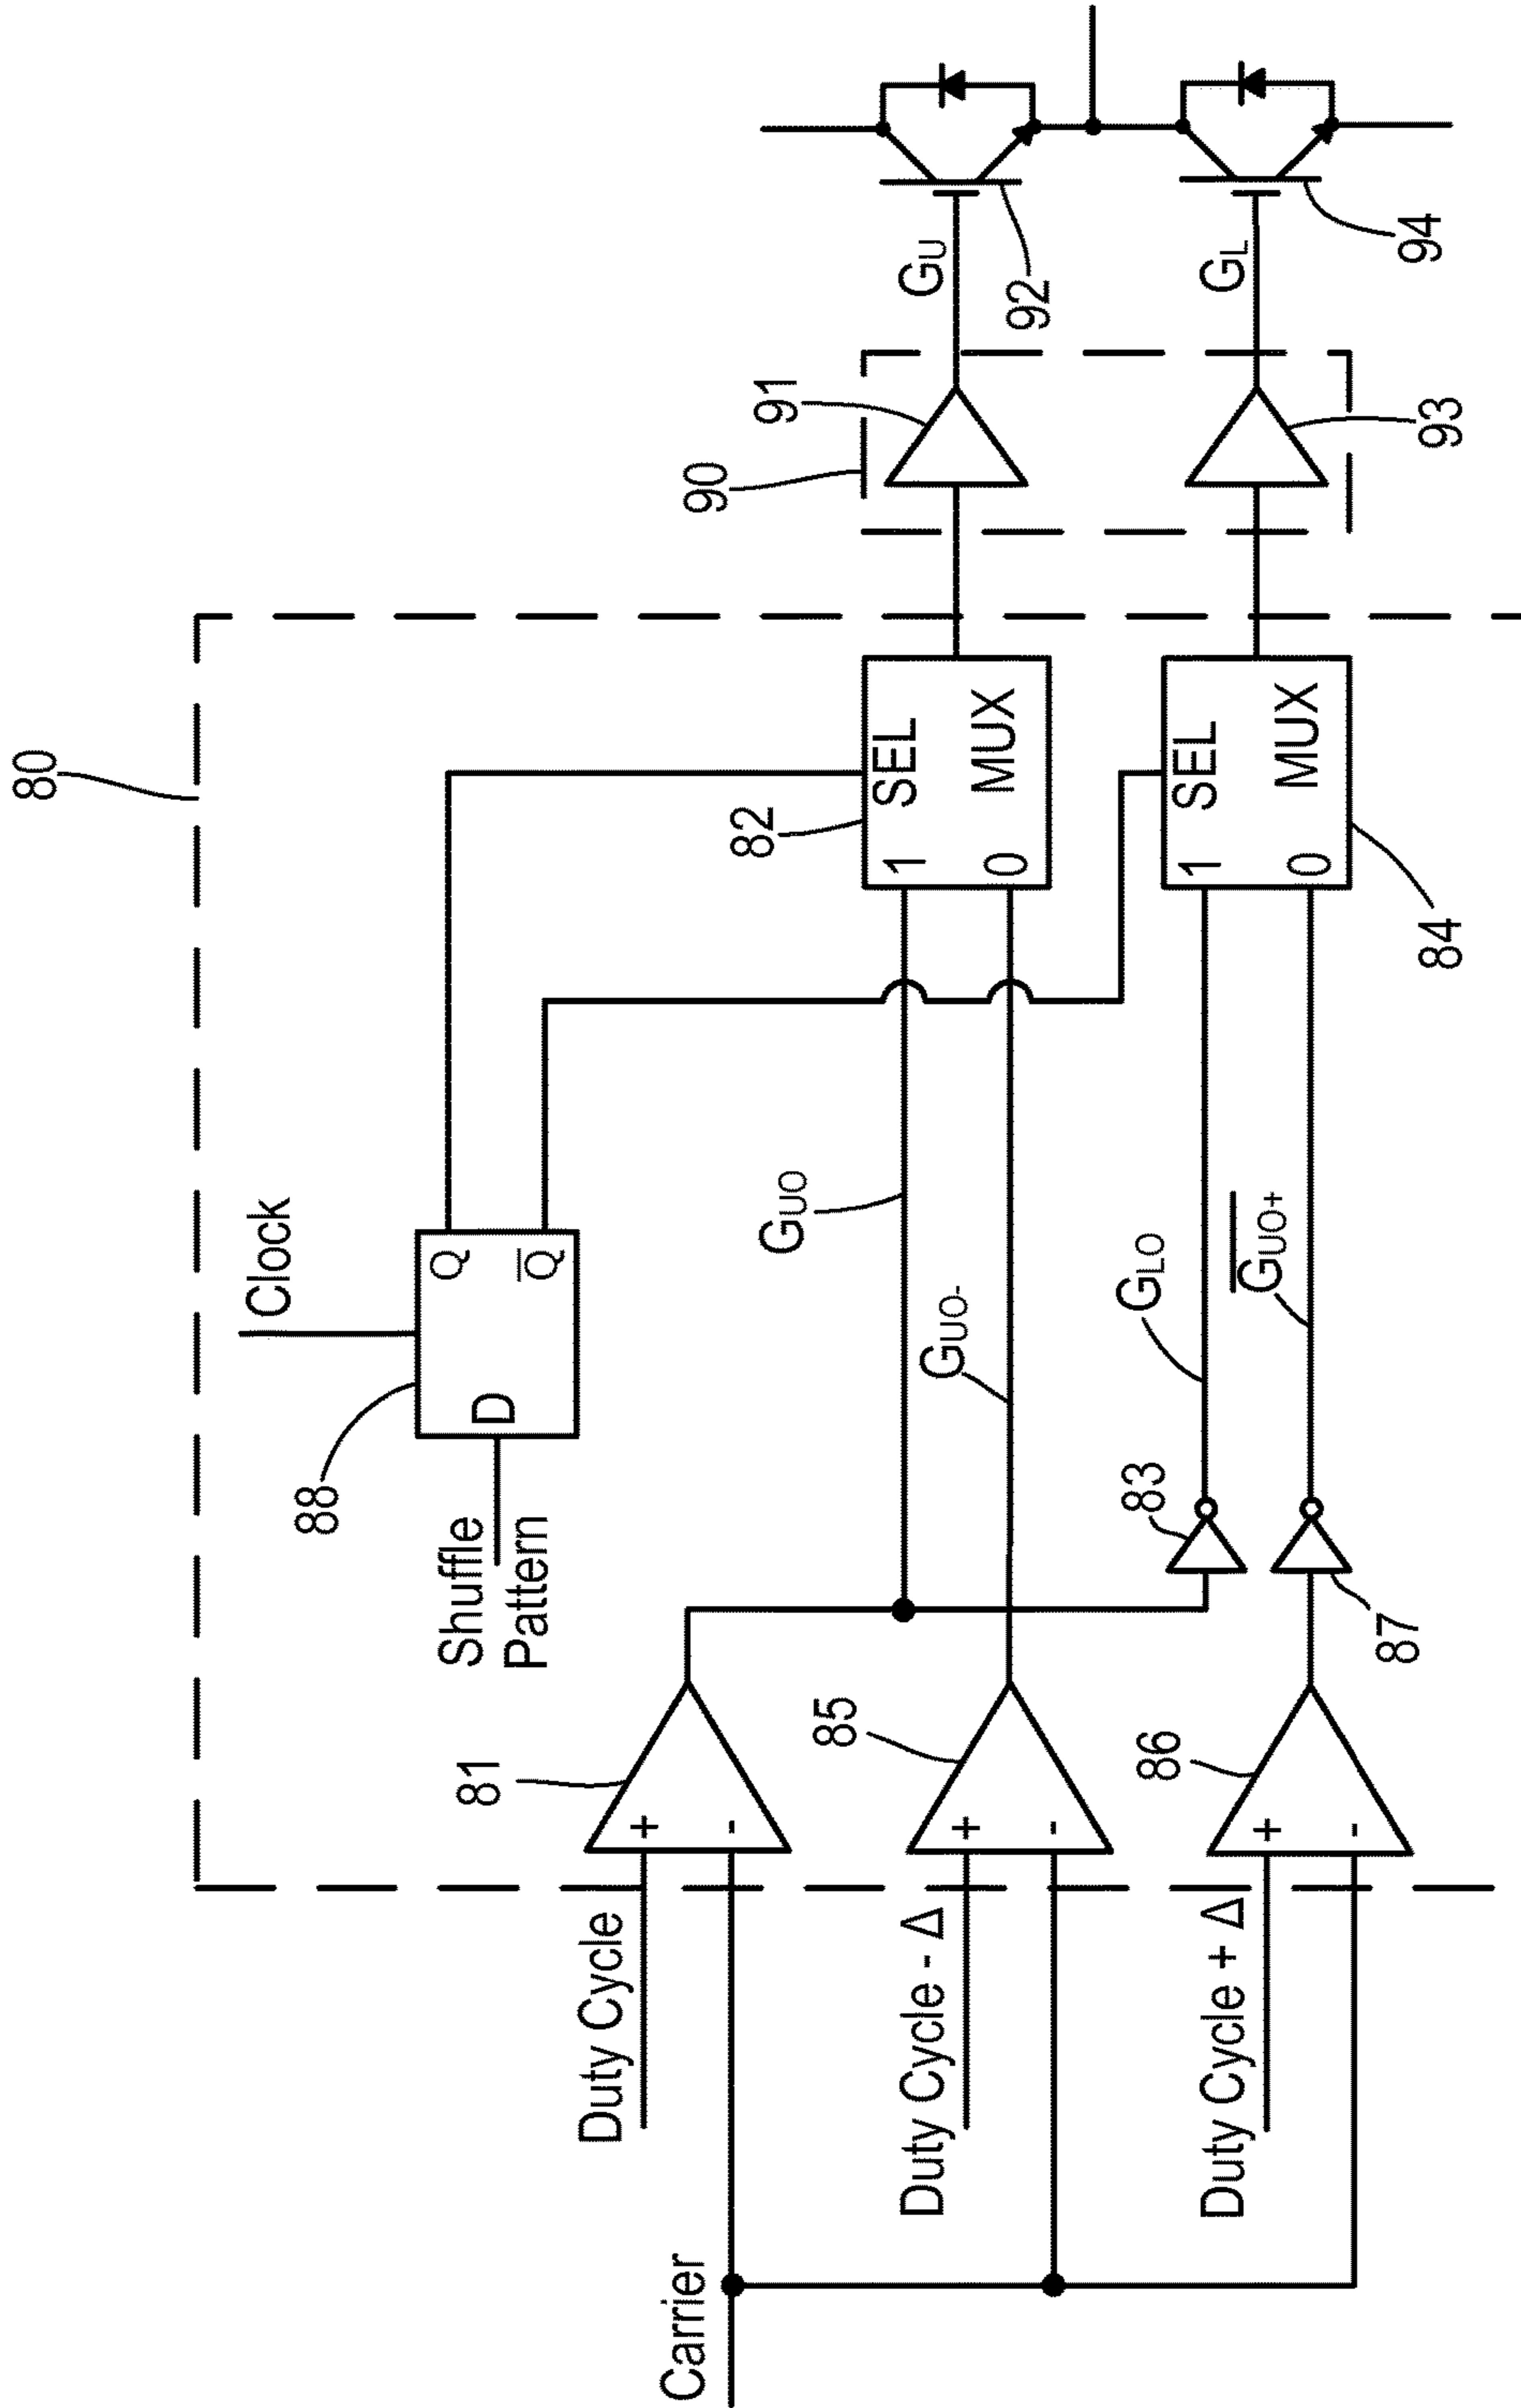 80
Clock
88
D
Q
Q̅
Shuffle
Pattern
Duty Cycle
+
-
81
GUO
82
1
SEL
0
MUX
90
91
GU
92
Carrier
Duty Cycle - Δ
+
-
85
GUO-
83
GLO
1
SEL
0
MUX
84
93
GL
94
Duty Cycle + Δ
+
-
86
87
G̅U̅O̅+̅